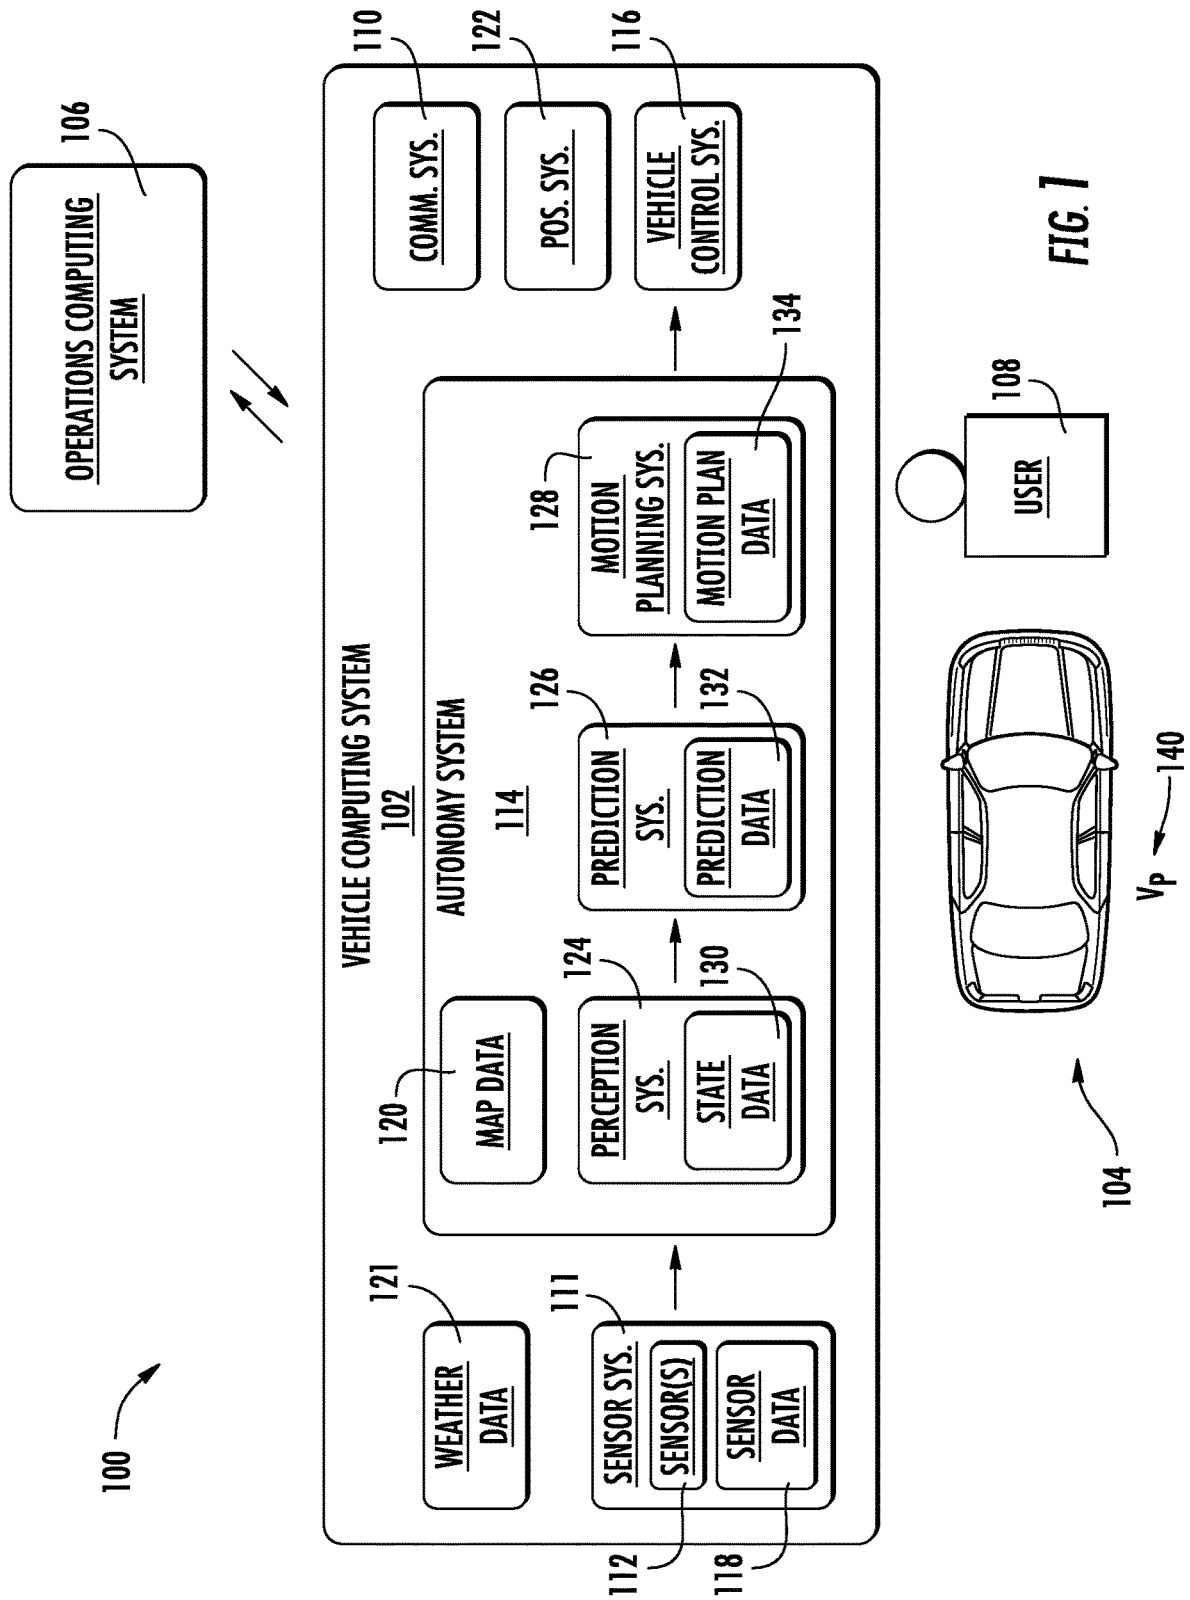 100
106
OPERATIONS COMPUTING
SYSTEM
VEHICLE COMPUTING SYSTEM
102
121
WEATHER
DATA
111
SENSOR SYS.
SENSOR(S)
112
SENSOR
DATA
118
AUTONOMY SYSTEM
114
120
MAP DATA
124
PERCEPTION
SYS.
130
STATE
DATA
126
PREDICTION
SYS.
132
PREDICTION
DATA
128
MOTION
PLANNING SYS.
134
MOTION PLAN
DATA
110
COMM. SYS.
122
POS. SYS.
116
VEHICLE
CONTROL SYS.
104
VP
140
108
USER
FIG. 1